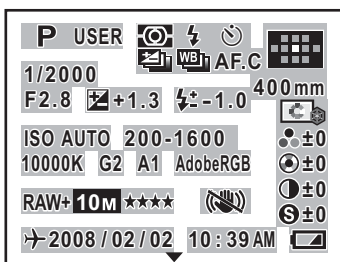 P USER
WB AF.C
1/2000
400mm
F2.8 +1.3 -1.0
ISO AUTO 200-1600 ±0
10000K G2 A1 AdobeRGB ±0
±0
RAW+ 10M ★★★★ S±0
2008/02/02 10:39AM